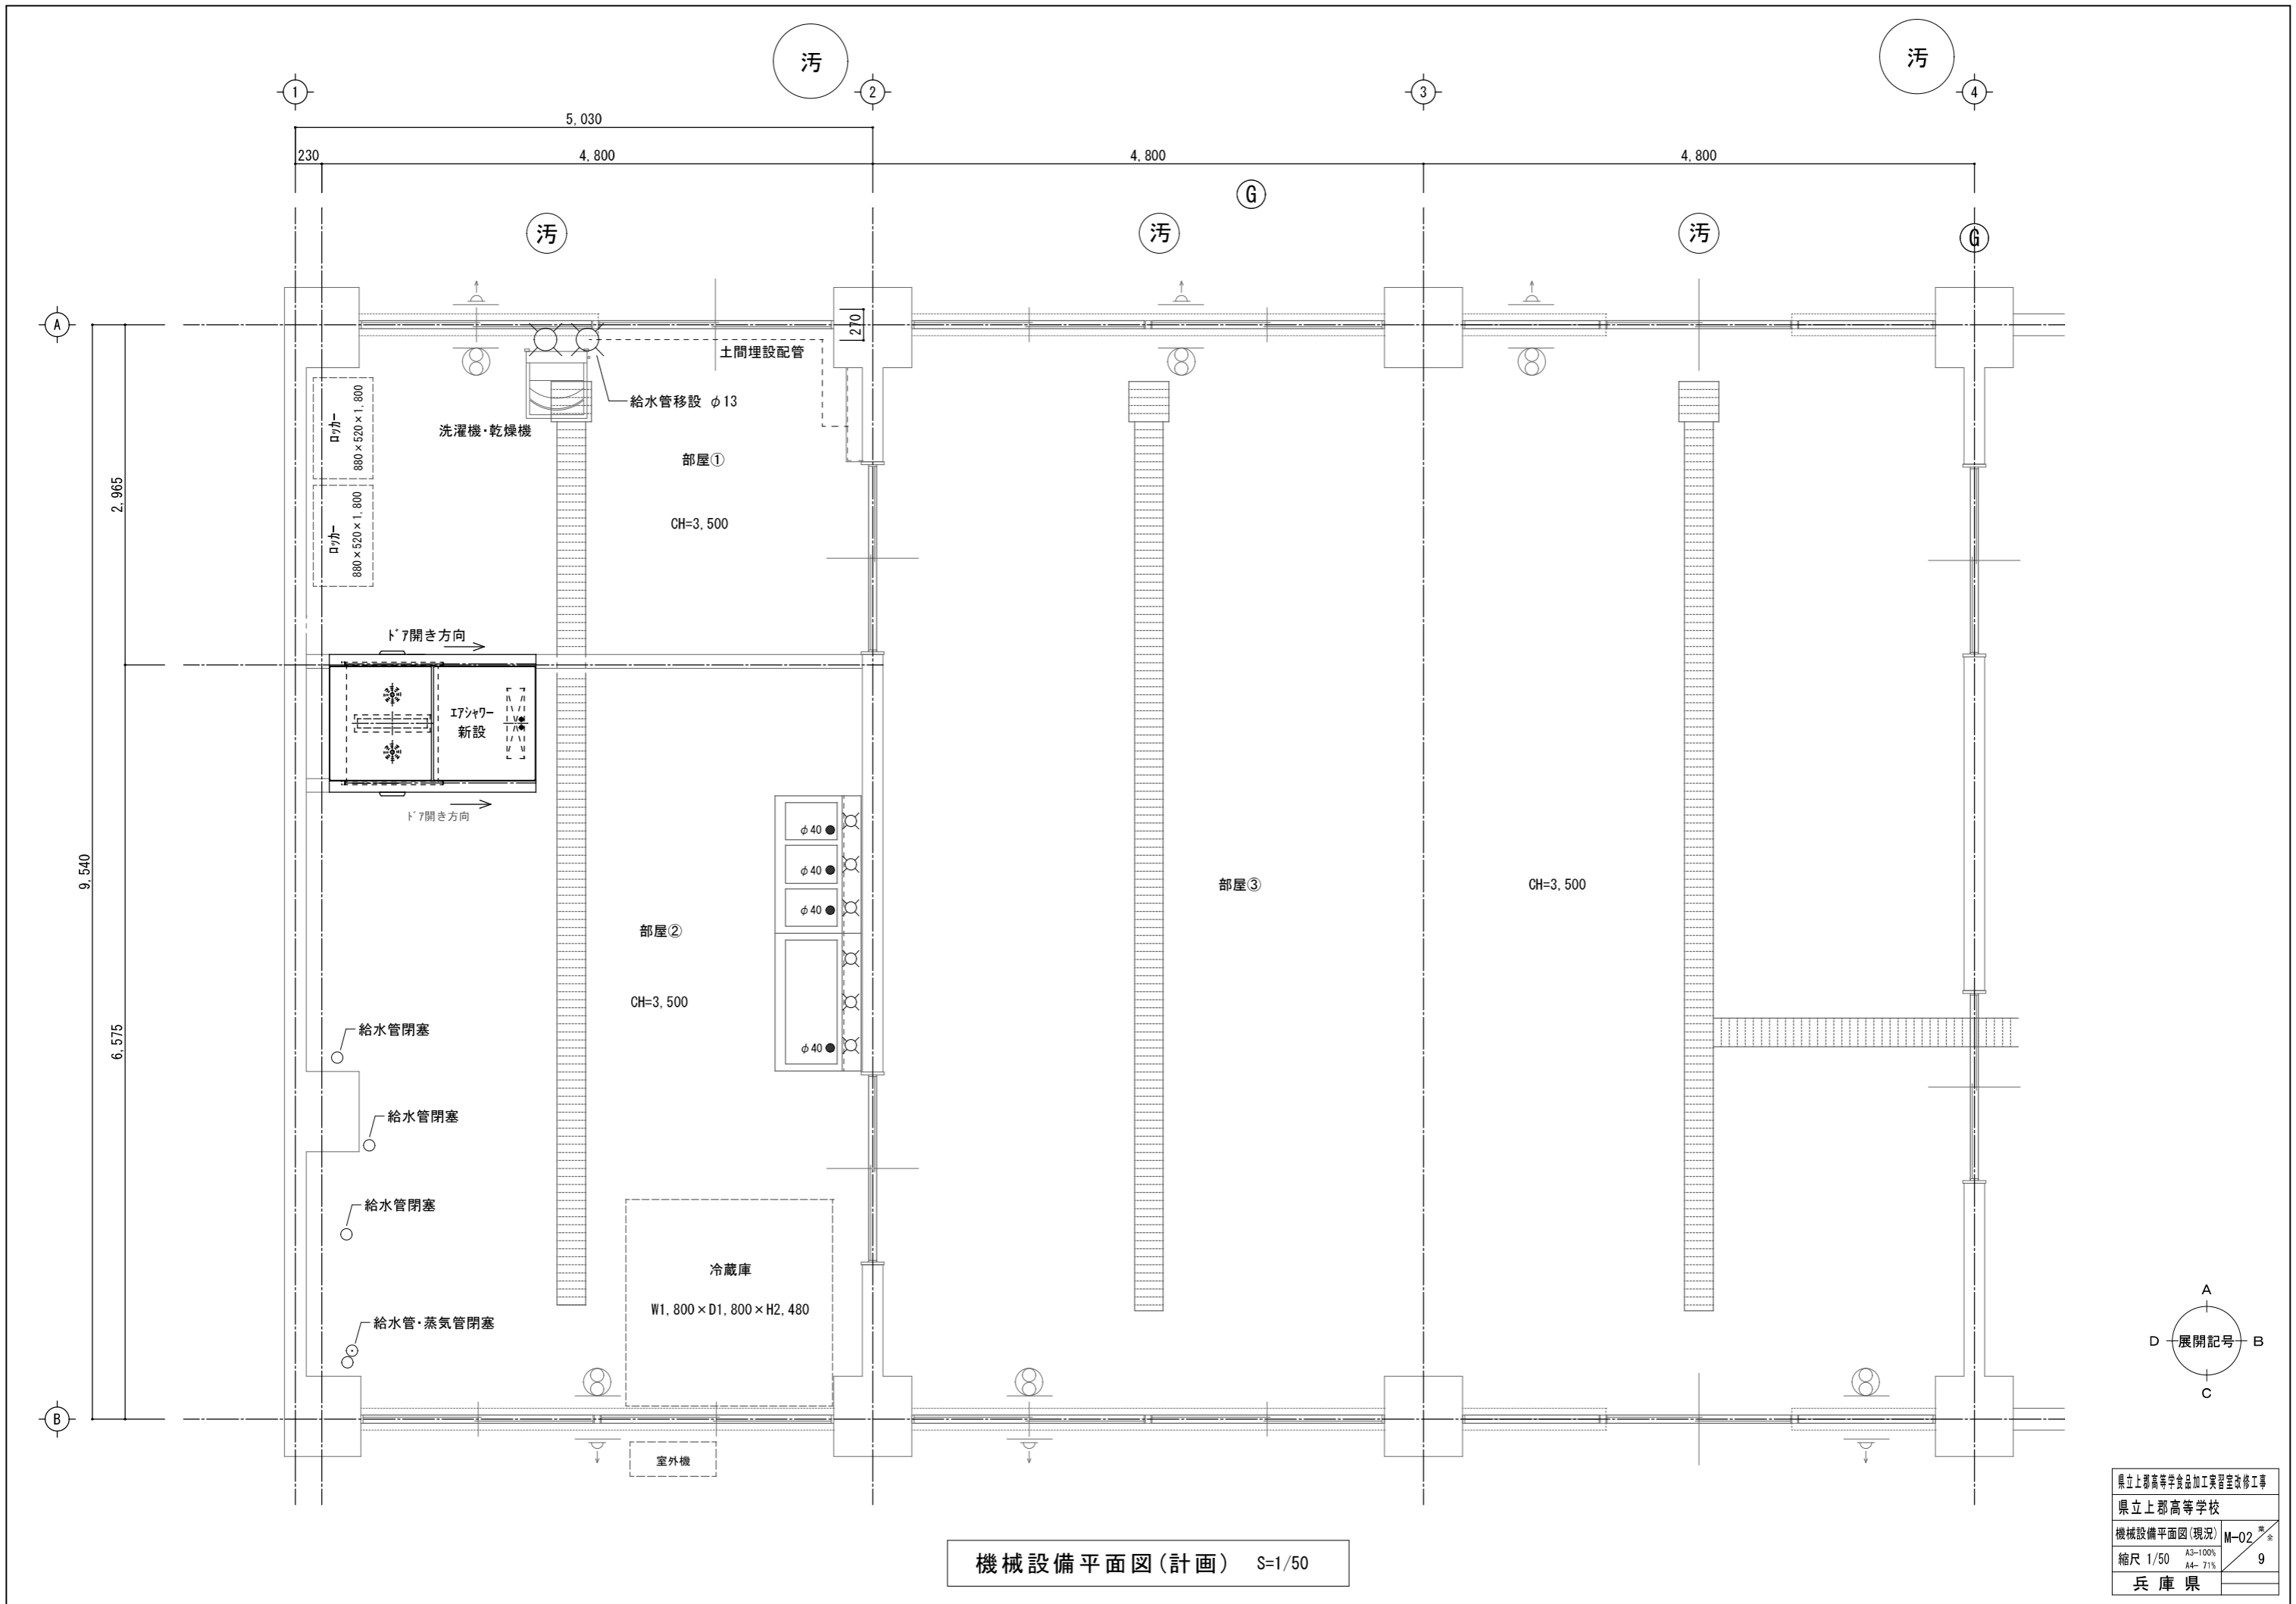 汚
汚
1
2
3
4
5,030
230
4,800
4,800
4,800
G
汚
汚
汚
G
A
270
土間埋設配管
給水管移設 φ13
洗濯機・乾燥機
ロッカー
880×520×1,800
部屋①
2,965
ロッカー
880×520×1,800
CH=3,500
ドア開き方向
エアシャワー
新設
ドア開き方向
φ40
φ40
φ40
9,540
部屋③
CH=3,500
部屋②
CH=3,500
6,575
給水管閉塞
φ40
給水管閉塞
給水管閉塞
冷蔵庫
W1,800×D1,800×H2,480
給水管・蒸気管閉塞
A
D
展開記号
B
C
B
室外機
機械設備平面図(計画) S=1/50
県立上郡高等学食品加工実習室改修工事
県立上郡高等学校
機械設備平面図(現況)
M-02
葉
全
縮尺 1/50
A3-100%
A4- 71%
9
兵庫県